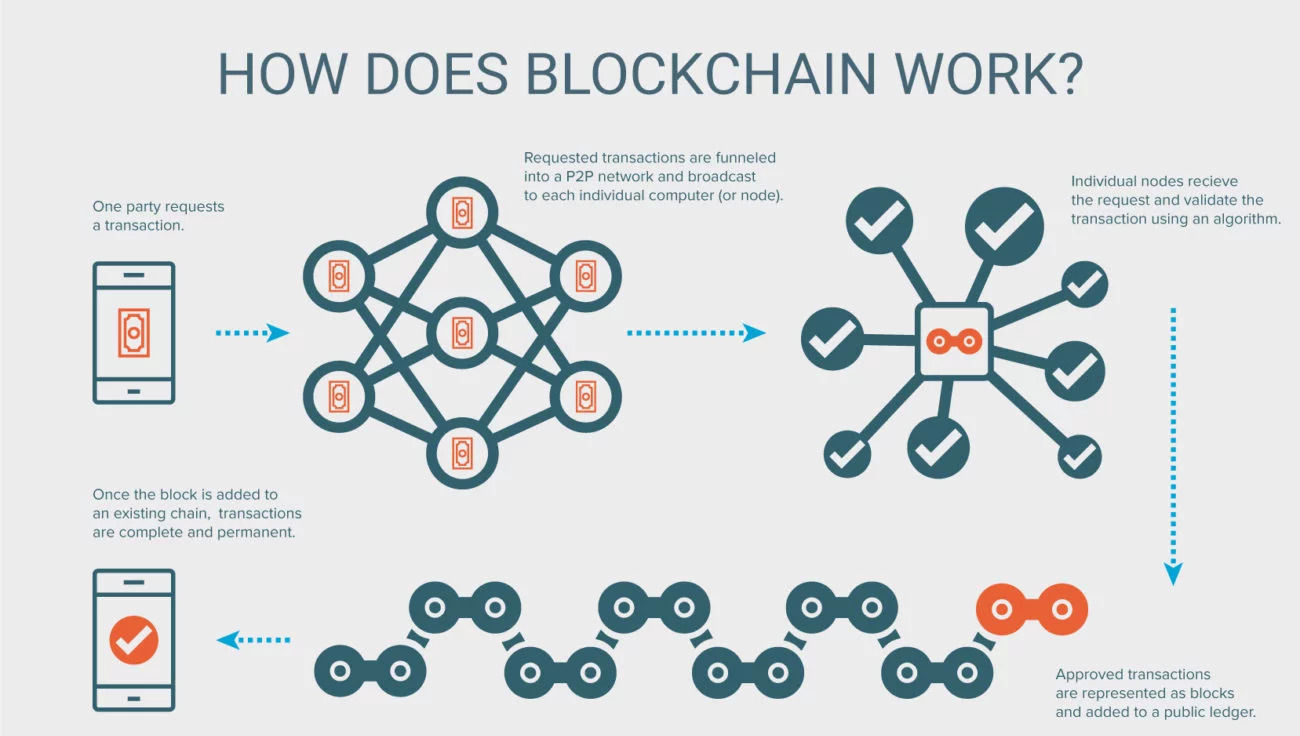 HOW DOES BLOCKCHAIN WORK?
One party requests
a transaction.
Requested transactions are funneled
into a P2P network and broadcast
to each individual computer (or node).
Individual nodes recieve
the request and validate the
transaction using an algorithm.
Approved transactions
are represented as blocks
and added to a public ledger.
Once the block is added to
an existing chain, transactions
are complete and permanent.